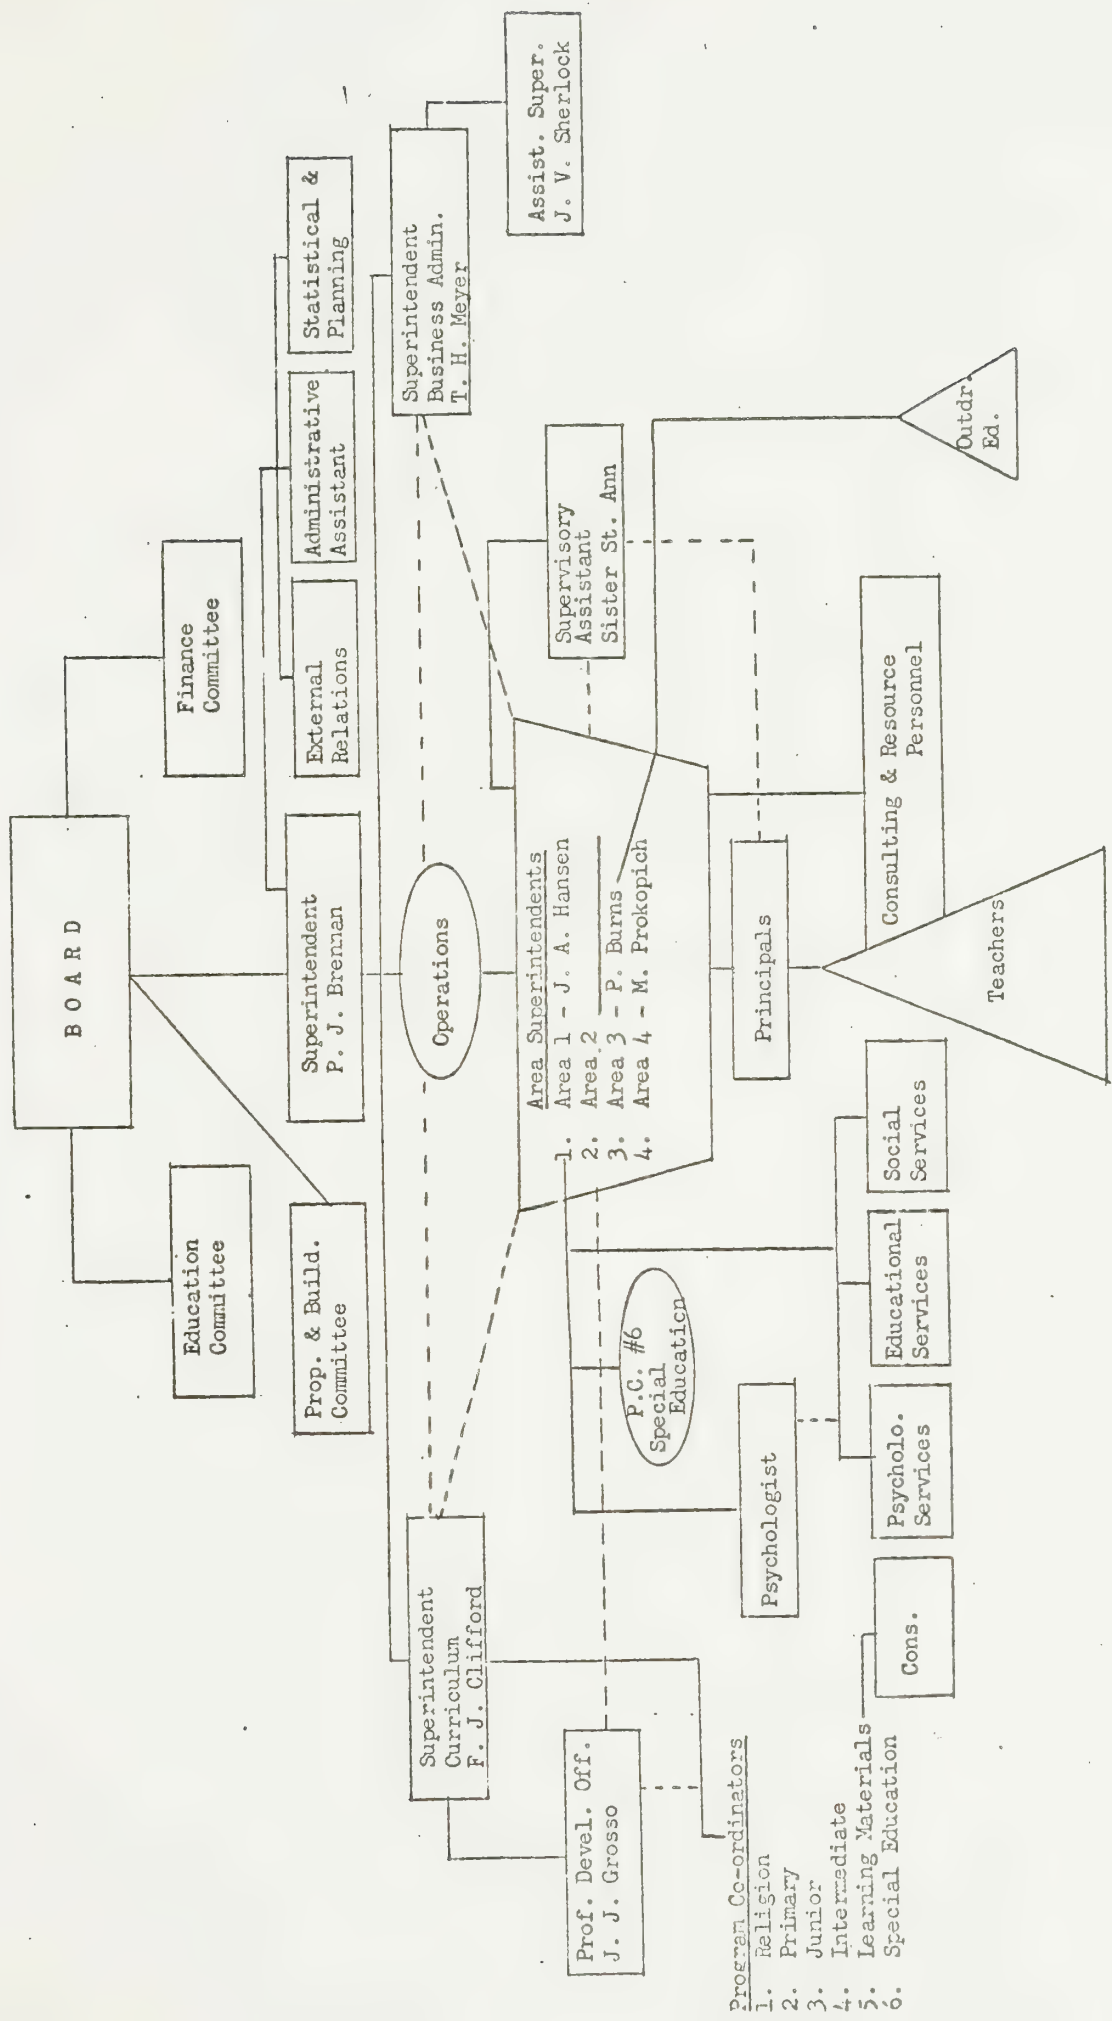 B O A R D
Education
Committee
Finance
Committee
Prop. & Build.
Committee
Superintendent
P. J. Brennan
External
Relations
Administrative
Assistant
Statistical &
Planning
Operations
Superintendent
Curriculum
F. J. Clifford
Superintendent
Business Admin.
T. H. Meyer
Assist. Super.
J. V. Sherlock
Prof. Devel. Off.
J. J. Grosso
Area Superintendents
1. Area 1 - J. A. Hansen
2. Area 2
3. Area 3 - P. Burns
4. Area 4 - M. Prokopich
Supervisory
Assistant
Sister St. Ann
P.C. #6
Special
Education
Program Co-ordinators
1. Religion
2. Primary
3. Junior
4. Intermediate
5. Learning Materials
6. Special Education
Psychologist
Principals
Cons.
Psycholo.
Services
Educational
Services
Social
Services
Consulting & Resource
Personnel
Teachers
Outdr.
Ed.